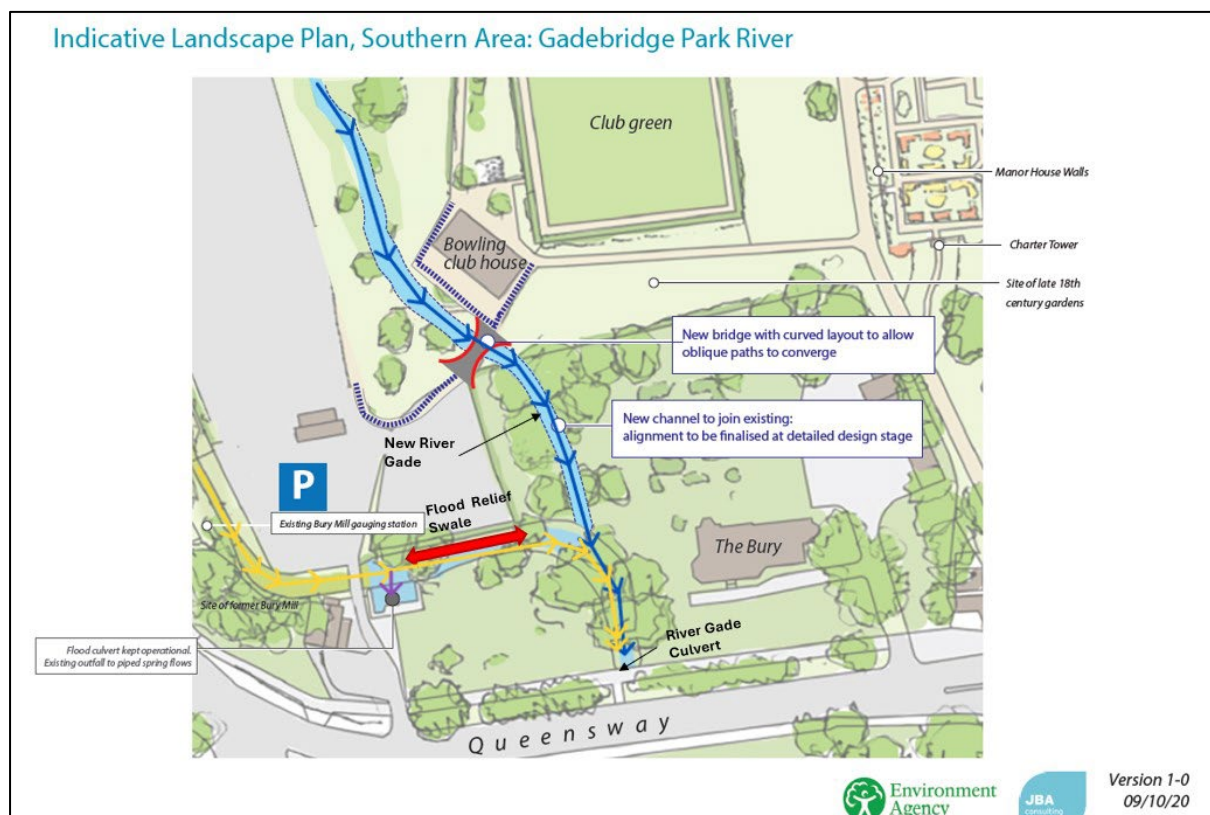 Indicative Landscape Plan, Southern Area: Gadebridge Park River
Club green
Manor House Walls
Bowling
club house
Charter Tower
Site of late 18th
century gardens
New bridge with curved layout to allow
oblique paths to converge
New channel to join existing:
alignment to be finalised at detailed design stage
New River
Gade
P
Flood Relief
Swale
Existing Bury Mill gauging station
The Bury
Site of former Bury Mill
River Gade
Culvert
Flood culvert kept operational.
Existing outfall to piped spring flows
Queensway
Environment
Agency
JBA
consulting
Version 1-0
09/10/20